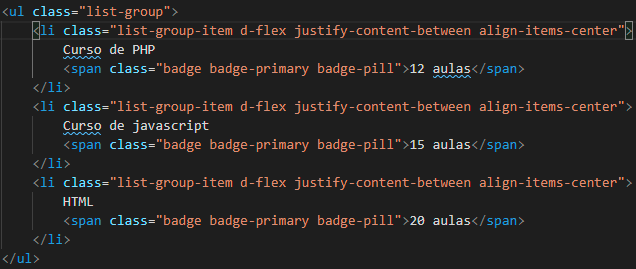 <ul class="list-group">
<li class="list-group-item d-flex justify-content-between align-items-center">
Curso de PHP
<span class="badge badge-primary badge-pill">12 aulas</span>
</li>
<li class="list-group-item d-flex justify-content-between align-items-center">
Curso de javascript
<span class="badge badge-primary badge-pill">15 aulas</span>
</li>
<li class="list-group-item d-flex justify-content-between align-items-center">
HTML
<span class="badge badge-primary badge-pill">20 aulas</span>
</li>
</ul>